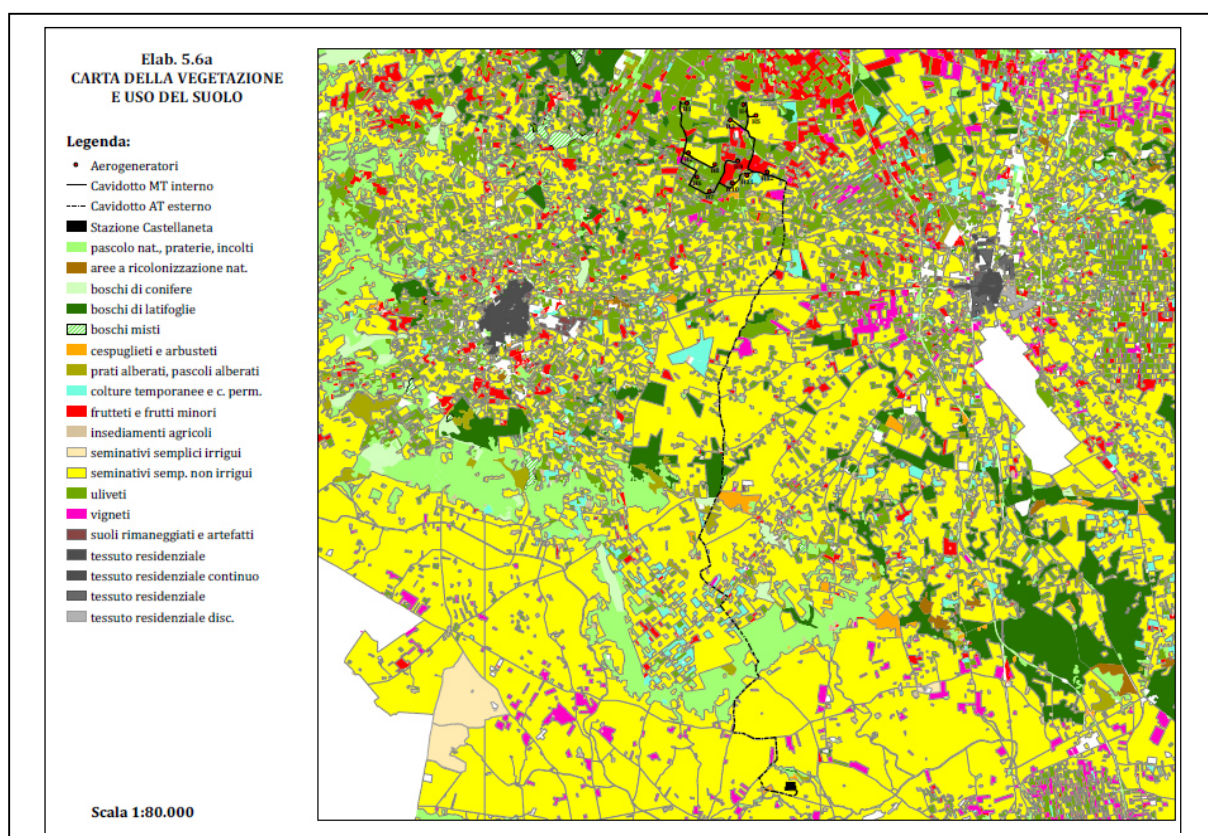 Elab. 5.6a
CARTA DELLA VEGETAZIONE
E USO DEL SUOLO
Legenda:
Aerogeneratori
Cavidotto MT interno
Cavidotto AT esterno
Stazione Castellaneta
pascolo nat., praterie, incolti
aree a ricolonizzazione nat.
boschi di conifere
boschi di latifoglie
boschi misti
cespuglieti e arbusteti
prati alberati, pascoli alberati
colture temporanee e c. perm.
frutteti e frutti minori
insediamenti agricoli
seminativi semplici irrigui
seminativi semp. non irrigui
uliveti
vigneti
suoli rimaneggiati e artefatti
tessuto residenziale
tessuto residenziale continuo
tessuto residenziale
tessuto residenziale disc.
Scala 1:80.000